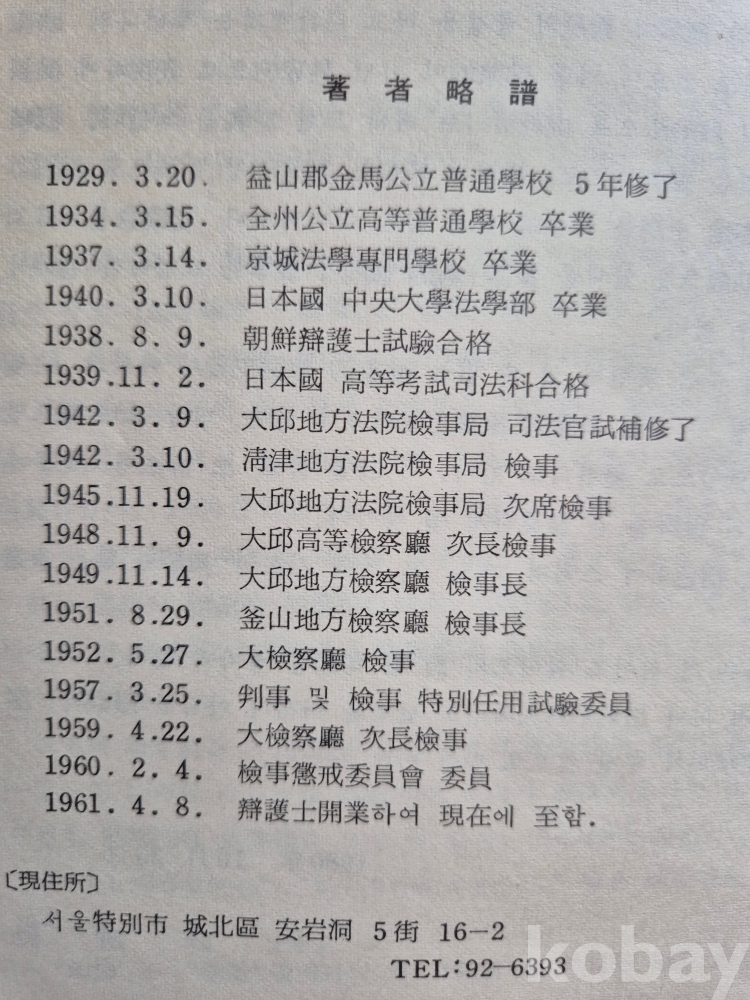 著者略譜
1929. 3.20. 益山郡金馬公立普通學校 5年修了
1934. 3.15. 全州公立高等普通學校 卒業
1937. 3.14. 京城法學專門學校 卒業
1940. 3.10. 日本國 中央大學法學部 卒業
1938. 8. 9. 朝鮮辯護士試驗合格
1939.11. 2. 日本國 高等考試司法科合格
1942. 3. 9. 大邱地方法院檢事局 司法官試補修了
1942. 3.10. 淸津地方法院檢事局 檢事
1945.11.19. 大邱地方法院檢事局 次席檢事
1948.11. 9. 大邱高等檢察廳 次長檢事
1949.11.14. 大邱地方檢察廳 檢事長
1951. 8.29. 釜山地方檢察廳 檢事長
1952. 5.27. 大檢察廳 檢事
1957. 3.25. 判事 및 檢事 特別任用試驗委員
1959. 4.22. 大檢察廳 次長檢事
1960. 2. 4. 檢事懲戒委員會 委員
1961. 4. 8. 辯護士開業하여 現在에 至함.
〔現住所〕
서울特別市 城北區 安岩洞 5街 16-2
TEL:92-6393
kobay